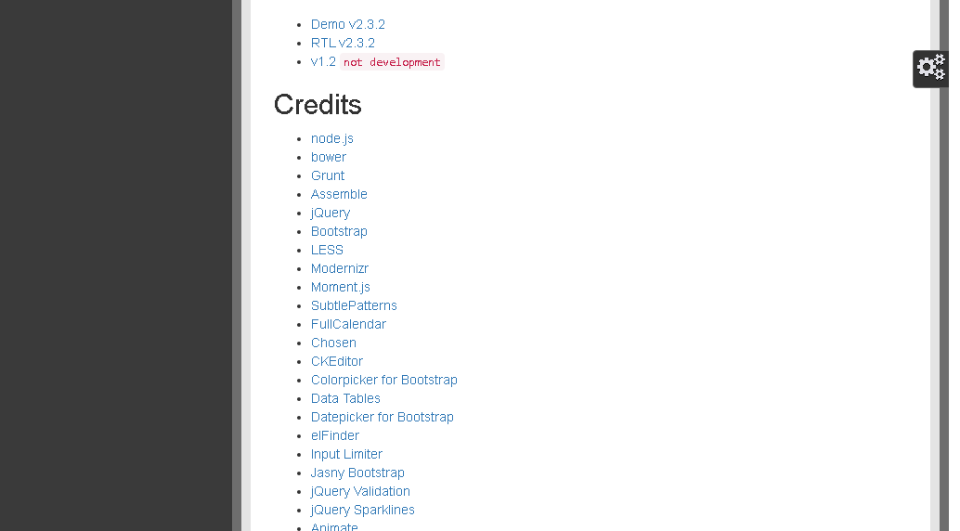 Demo v2.3.2
RTL v2.3.2
v1.2 not development
Credits
node.js
bower
Grunt
Assemble
jQuery
Bootstrap
LESS
Modernizr
Moment.js
SubtlePatterns
FullCalendar
Chosen
CKEditor
Colorpicker for Bootstrap
Data Tables
Datepicker for Bootstrap
elFinder
Input Limiter
Jasny Bootstrap
jQuery Validation
jQuery Sparklines
Animate